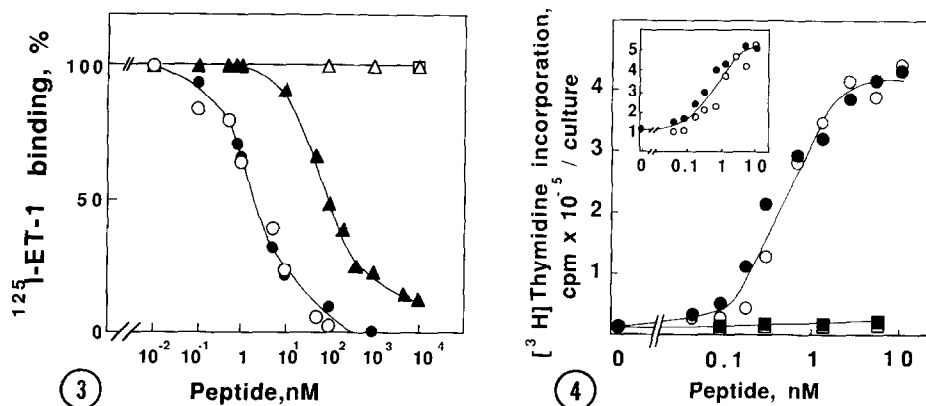 125I-ET-1 binding, %
100
50
0
10-2 10-1 1 101 102 103 104
Peptide,nM
3
[3H]Thymidine incorporation,
cpm x 10-5 / culture
4
3
2
1
0 0.1 1 10
Peptide, nM
4
5
4
3
2
1
0 0.1 1 10